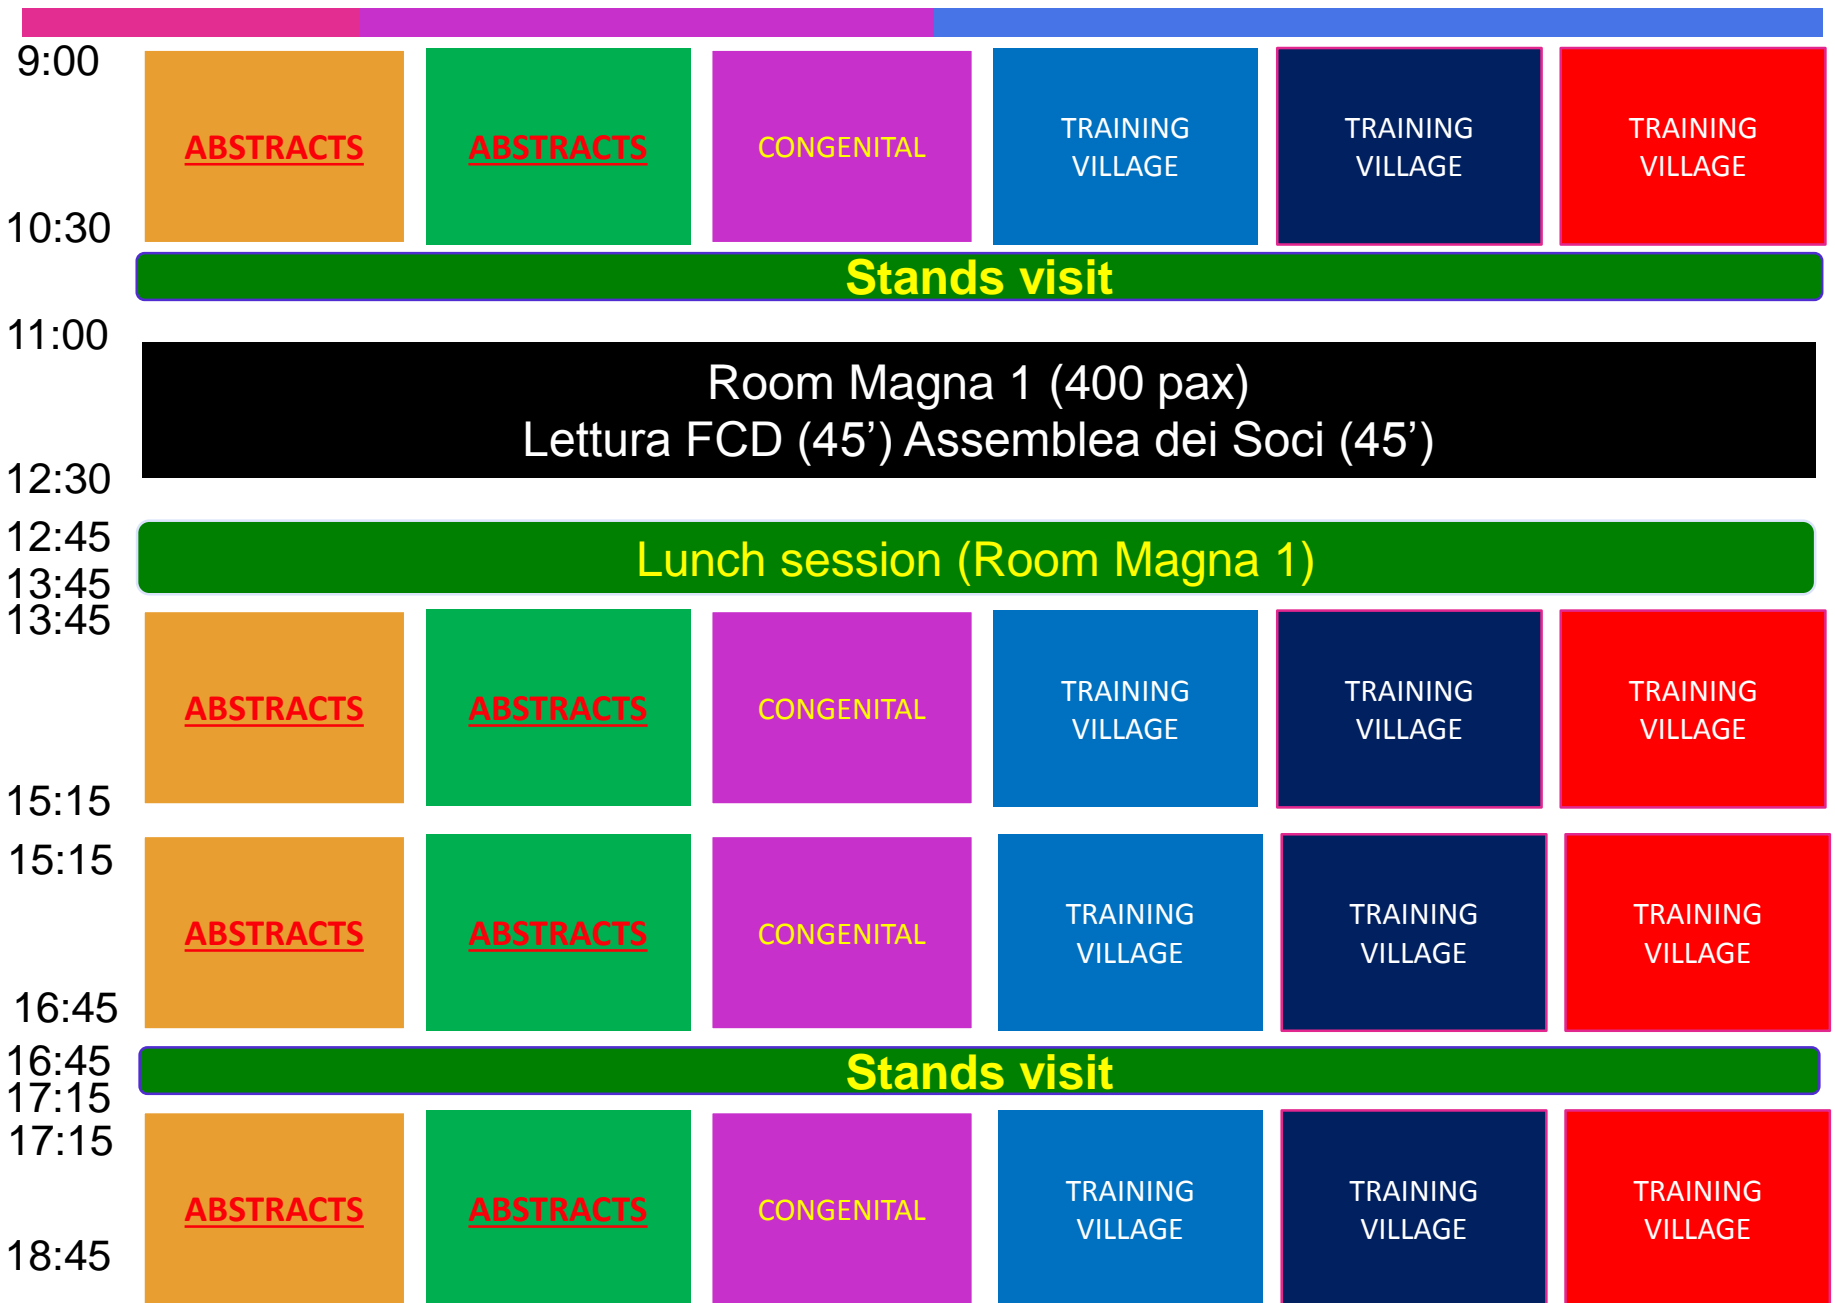 9:00
ABSTRACTS
ABSTRACTS
CONGENITAL
TRAINING
VILLAGE
TRAINING
VILLAGE
TRAINING
VILLAGE
10:30
Stands visit
11:00
Room Magna 1 (400 pax)
Lettura FCD (45’) Assemblea dei Soci (45’)
12:30
12:45
Lunch session (Room Magna 1)
13:45
13:45
ABSTRACTS
ABSTRACTS
CONGENITAL
TRAINING
VILLAGE
TRAINING
VILLAGE
TRAINING
VILLAGE
15:15
15:15
ABSTRACTS
ABSTRACTS
CONGENITAL
TRAINING
VILLAGE
TRAINING
VILLAGE
TRAINING
VILLAGE
16:45
16:45
Stands visit
17:15
17:15
ABSTRACTS
ABSTRACTS
CONGENITAL
TRAINING
VILLAGE
TRAINING
VILLAGE
TRAINING
VILLAGE
18:45